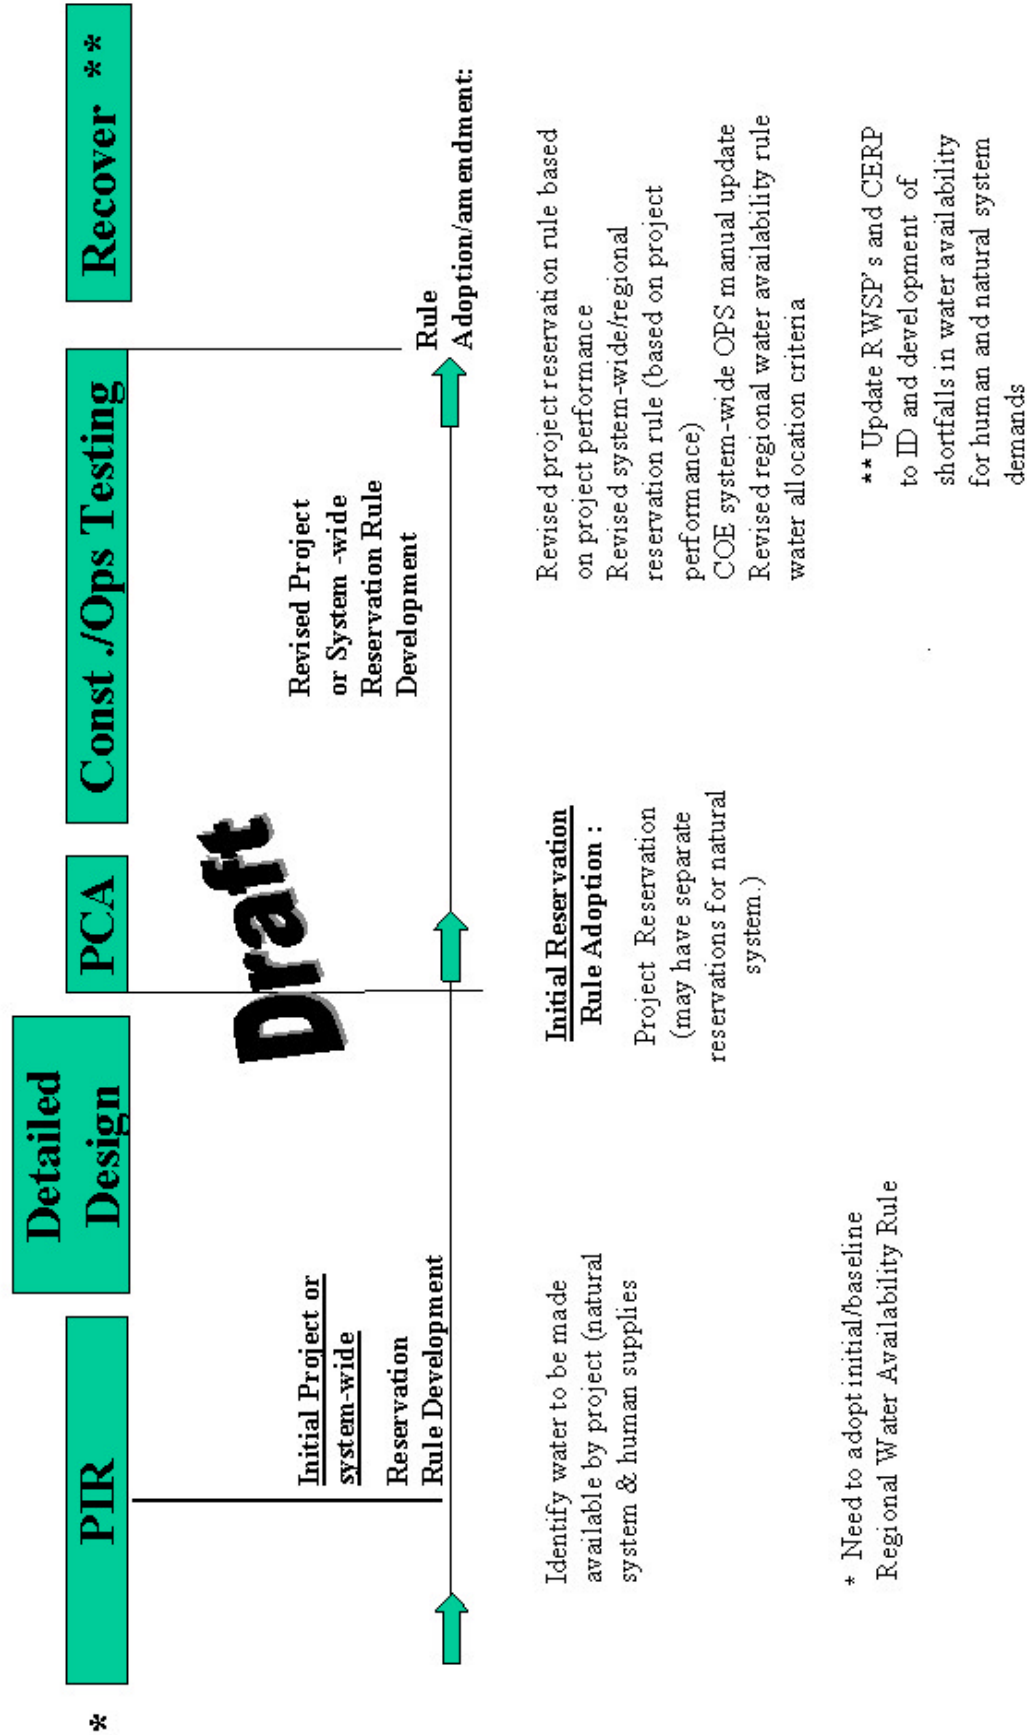 *
PIR
Detailed
Design
PCA
Const ./Ops Testing
Recover **
Draft
Initial Project or
system-wide
Reservation
Rule Development
Revised Project
or System -wide
Reservation Rule
Development
Rule
Adoption/amendment:
Identify water to be made
available by project (natural
system & human supplies
Initial Reservation
Rule Adoption :
Project Reservation
(may have separate
reservations for natural
system.)
Revised project reservation rule based
on project performance
Revised system-wide/regional
reservation rule (based on project
performance)
COE system-wide OPS manual update
Revised regional water availability rule
water allocation criteria
* Need to adopt initial/baseline
Regional Water Availability Rule
** Update RWSP's and CERP
to ID and development of
shortfalls in water availability
for human and natural system
demands